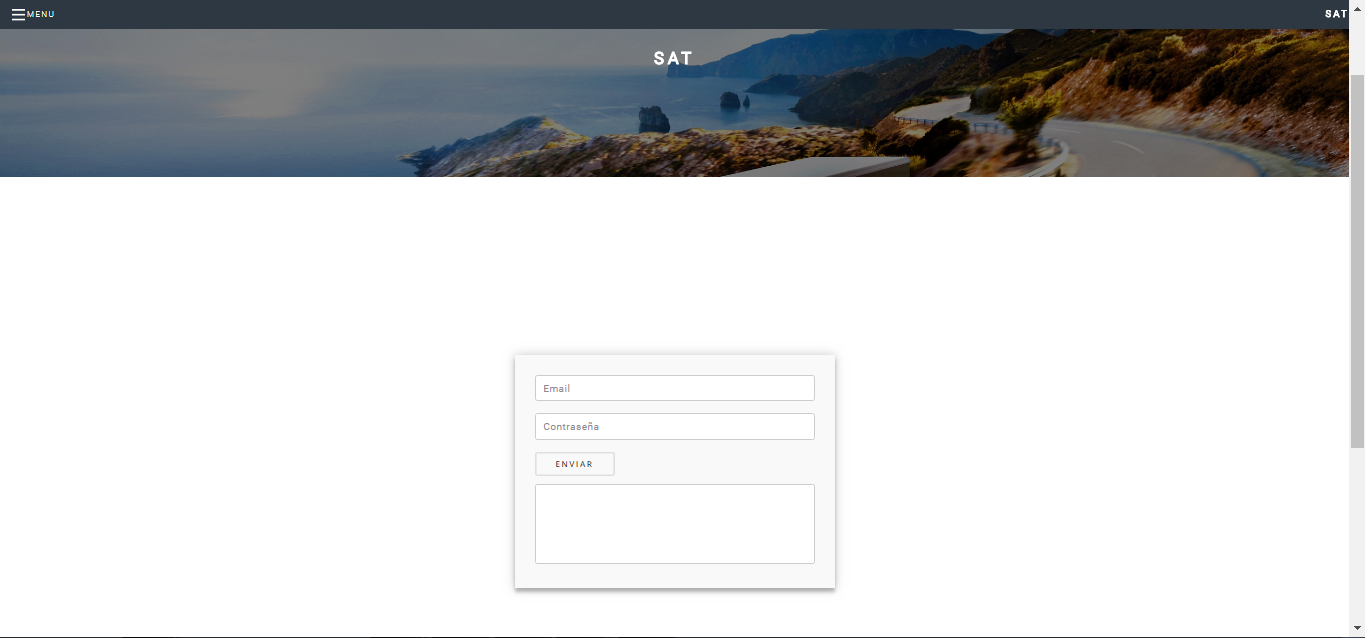 MENU
SAT
SAT
Email
Contraseña
ENVIAR